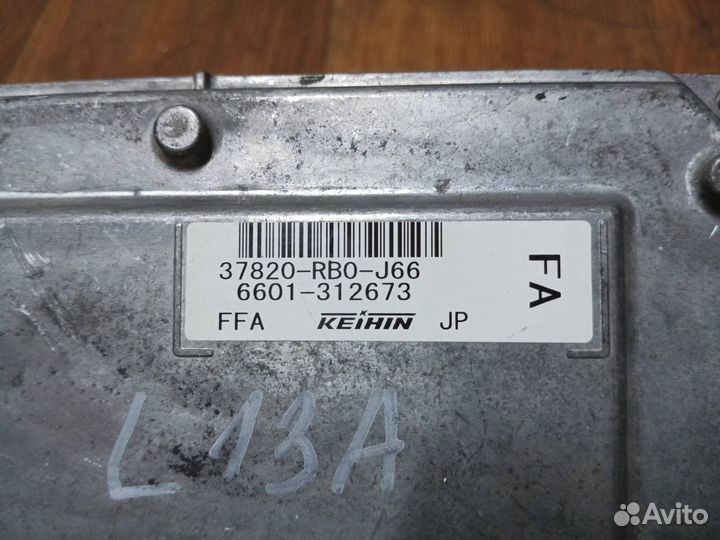 37820-RB0-J66
6601-312673
FFA KEIHIN JP
FA
L13A
Avito